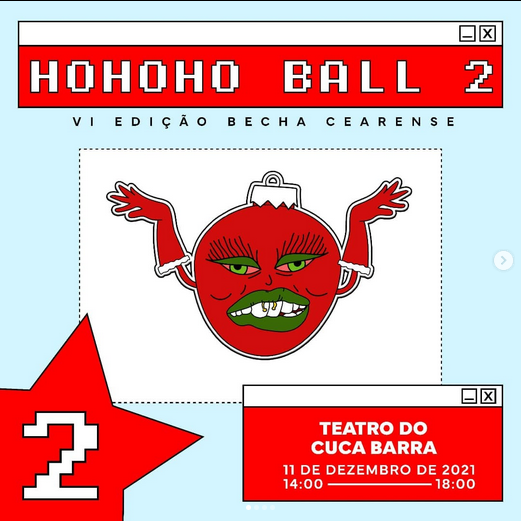 HOHOHO BALL 2
VI EDIÇÃO BECHA CEARENSE
2
TEATRO DO
CUCA BARRA
11 DE DEZEMBRO DE 2021
14:00 18:00